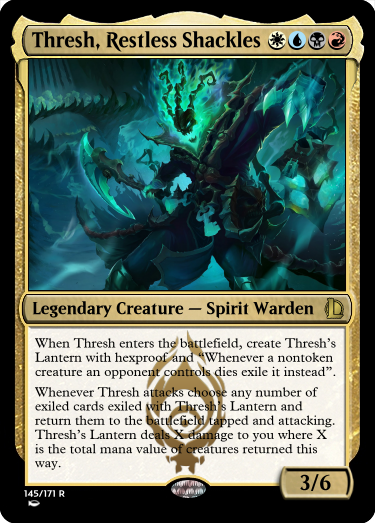 Thresh, Restless Shackles
Legendary Creature — Spirit Warden
When Thresh enters the battlefield, create Thresh's
Lantern with hexproof and “Whenever a nontoken
creature an opponent controls dies exile it instead”.
Whenever Thresh attacks choose any number of
exiled cards exiled with Thresh's Lantern and
return them to the battlefield tapped and attacking.
Thresh's Lantern deals X damage to you where X
is the total mana value of creatures returned this
way.
3/6
145/171 R